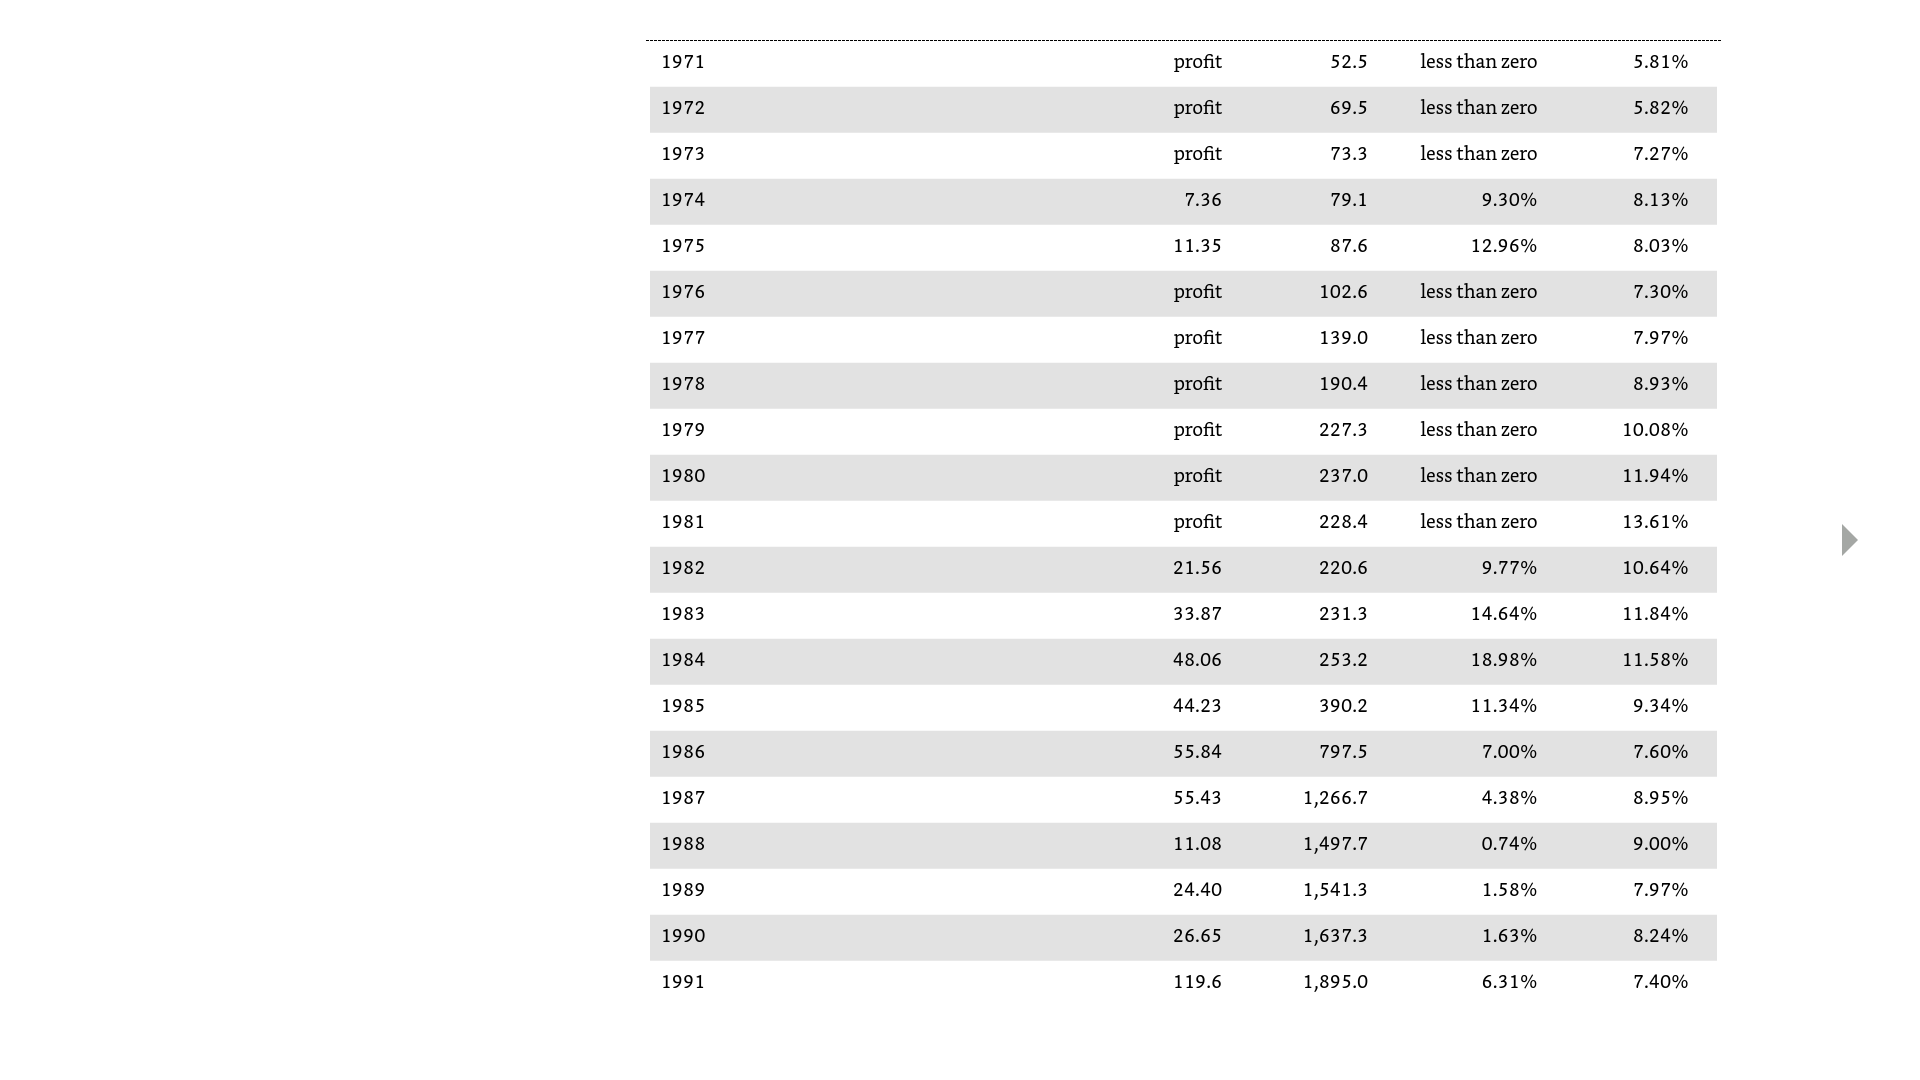 1971 profit 52.5 less than zero 5.81%
1972 profit 69.5 less than zero 5.82%
1973 profit 73.3 less than zero 7.27%
1974 7.36 79.1 9.30% 8.13%
1975 11.35 87.6 12.96% 8.03%
1976 profit 102.6 less than zero 7.30%
1977 profit 139.0 less than zero 7.97%
1978 profit 190.4 less than zero 8.93%
1979 profit 227.3 less than zero 10.08%
1980 profit 237.0 less than zero 11.94%
1981 profit 228.4 less than zero 13.61%
1982 21.56 220.6 9.77% 10.64%
1983 33.87 231.3 14.64% 11.84%
1984 48.06 253.2 18.98% 11.58%
1985 44.23 390.2 11.34% 9.34%
1986 55.84 797.5 7.00% 7.60%
1987 55.43 1,266.7 4.38% 8.95%
1988 11.08 1,497.7 0.74% 9.00%
1989 24.40 1,541.3 1.58% 7.97%
1990 26.65 1,637.3 1.63% 8.24%
1991 119.6 1,895.0 6.31% 7.40%